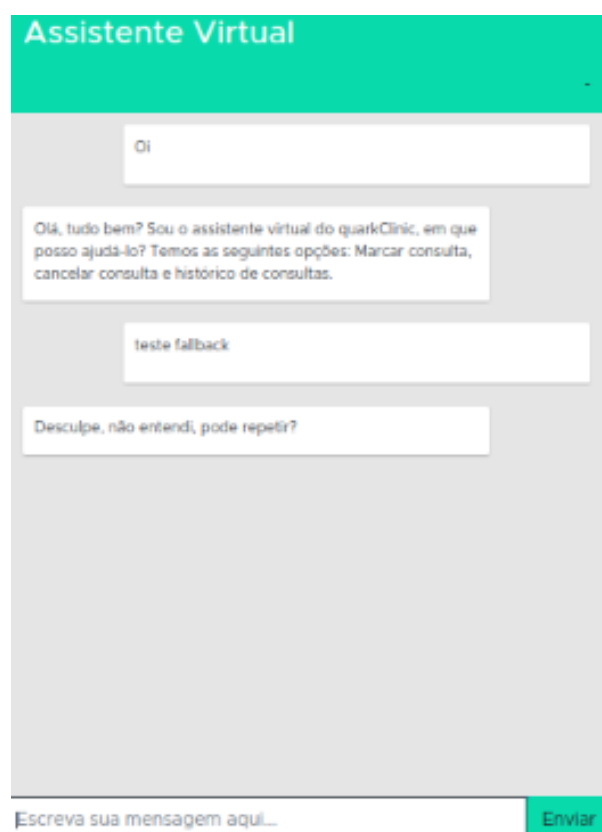 Assistente Virtual
-
Oi
Olá, tudo bem? Sou o assistente virtual do quarkClinic, em que
posso ajudá-lo? Temos as seguintes opções: Marcar consulta,
cancelar consulta e histórico de consultas.
teste fallback
Desculpe, não entendi, pode repetir?
Escreva sua mensagem aqui...
Enviar